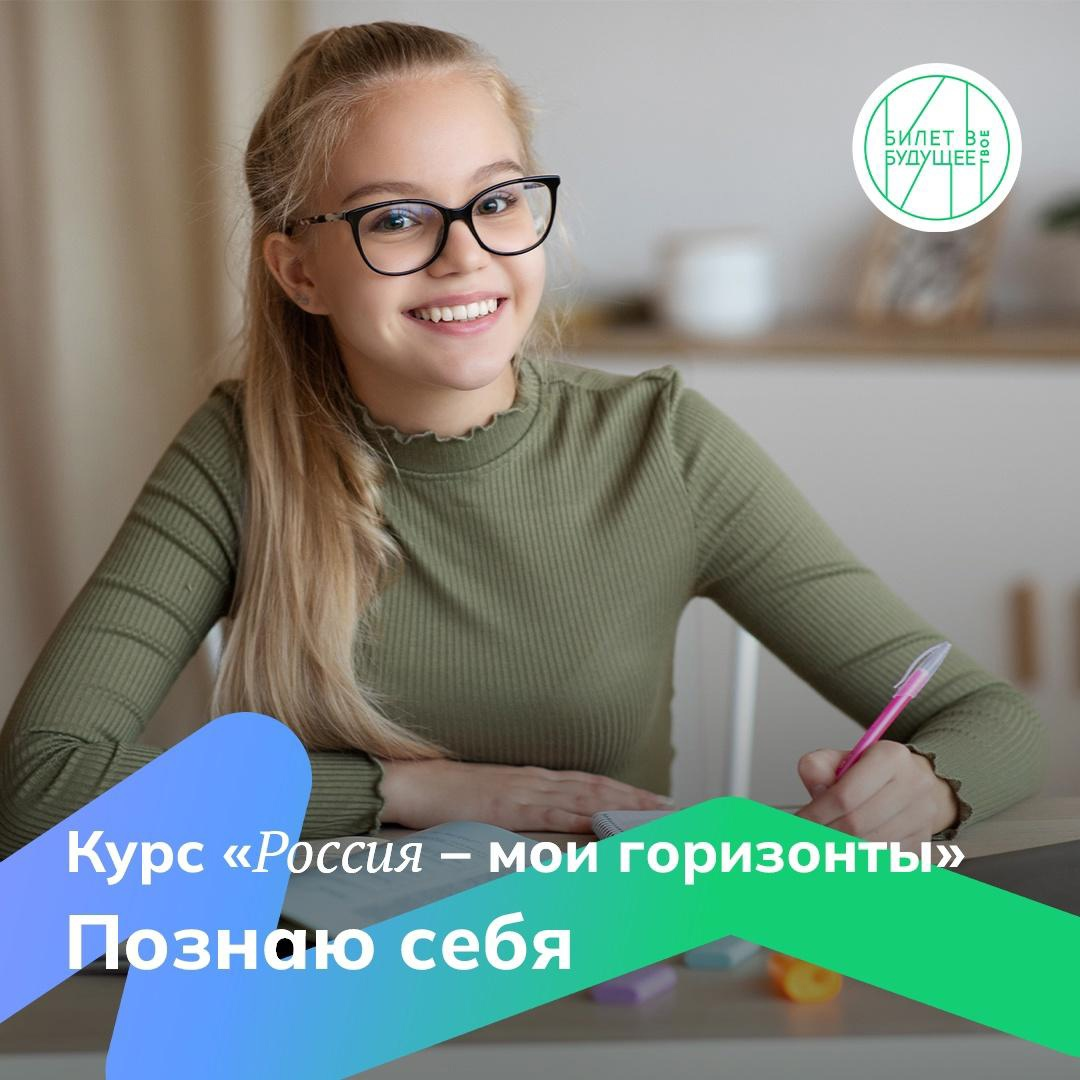 БИЛЕТ В
БУДУЩЕЕ
ТВОЕ
Курс «Россия – мои горизонты»
Познаю себя